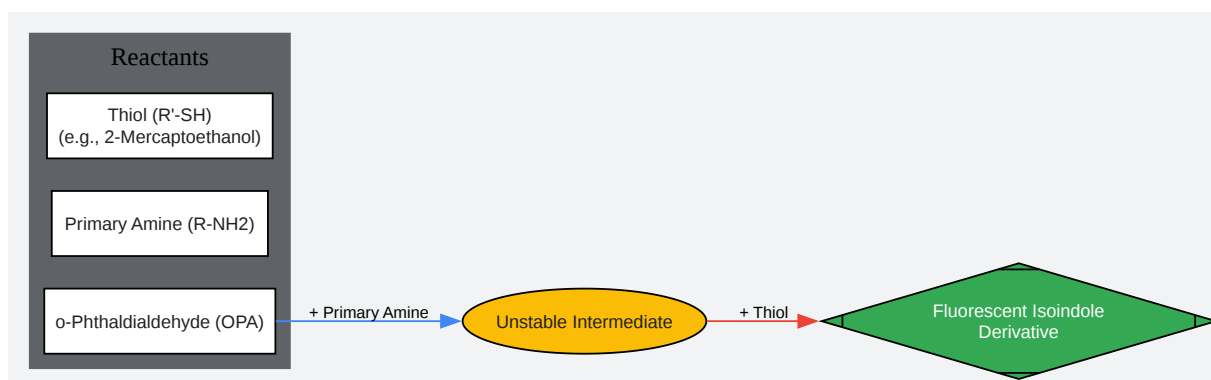 Reactants
Thiol (R'-SH)
(e.g., 2-Mercaptoethanol)
Primary Amine (R-NH2)
o-Phthaldialdehyde (OPA)
+ Primary Amine
Unstable Intermediate
+ Thiol
Fluorescent Isoindole
Derivative